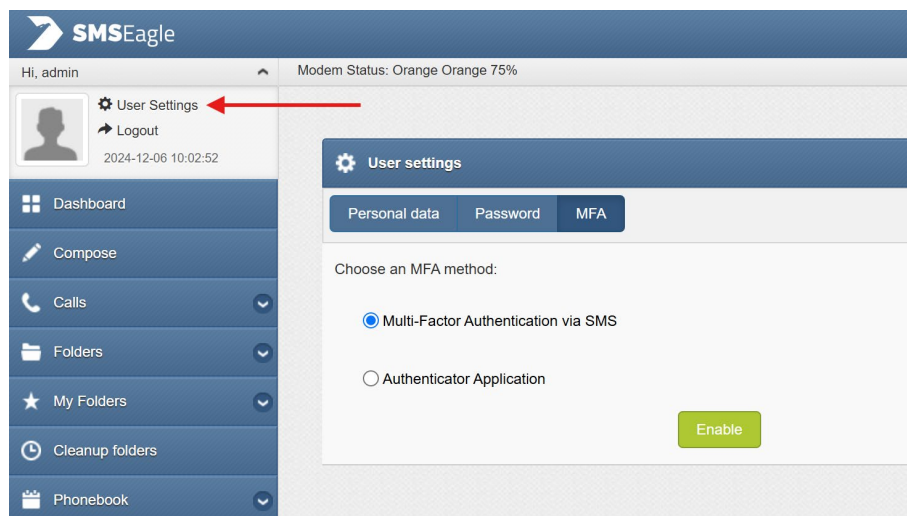 SMSEagle
Hi, admin
Modem Status: Orange Orange 75%
User Settings
Logout
2024-12-06 10:02:52
User settings
Personal data Password MFA
Choose an MFA method:
Multi-Factor Authentication via SMS
Authenticator Application
Enable
Dashboard
Compose
Calls
Folders
My Folders
Cleanup folders
Phonebook